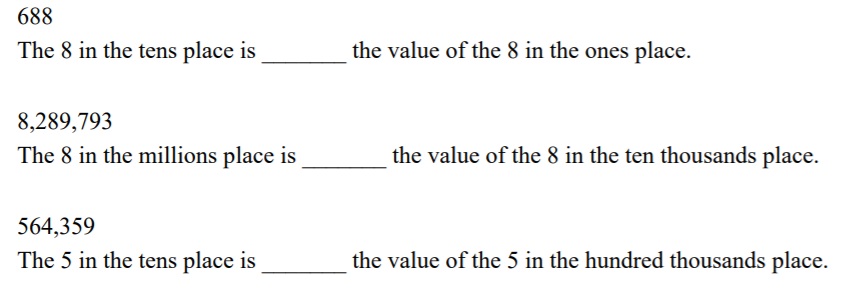 688
The 8 in the tens place is _______ the value of the 8 in the ones place.
8,289,793
The 8 in the millions place is _______ the value of the 8 in the ten thousands place.
564,359
The 5 in the tens place is _______ the value of the 5 in the hundred thousands place.